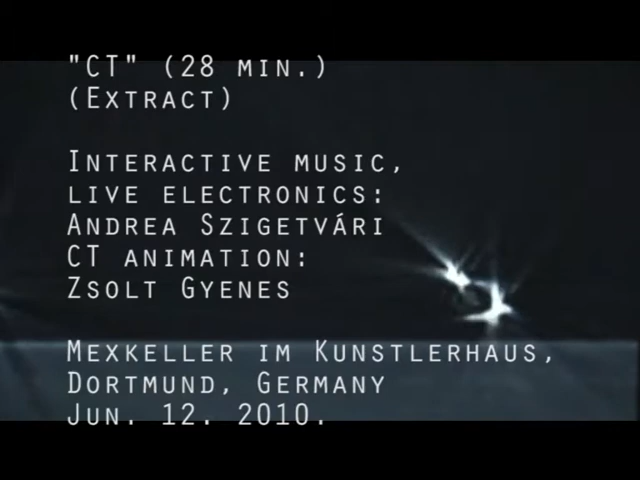 "CT" (28 MIN.)
(EXTRACT)
INTERACTIVE MUSIC,
LIVE ELECTRONICS:
ANDREA SZIGETVÁRI
CT ANIMATION:
ZSOLT GYENES
MEXKELLER IM KUNSTLERHAUS,
DORTMUND, GERMANY
JUN. 12. 2010.